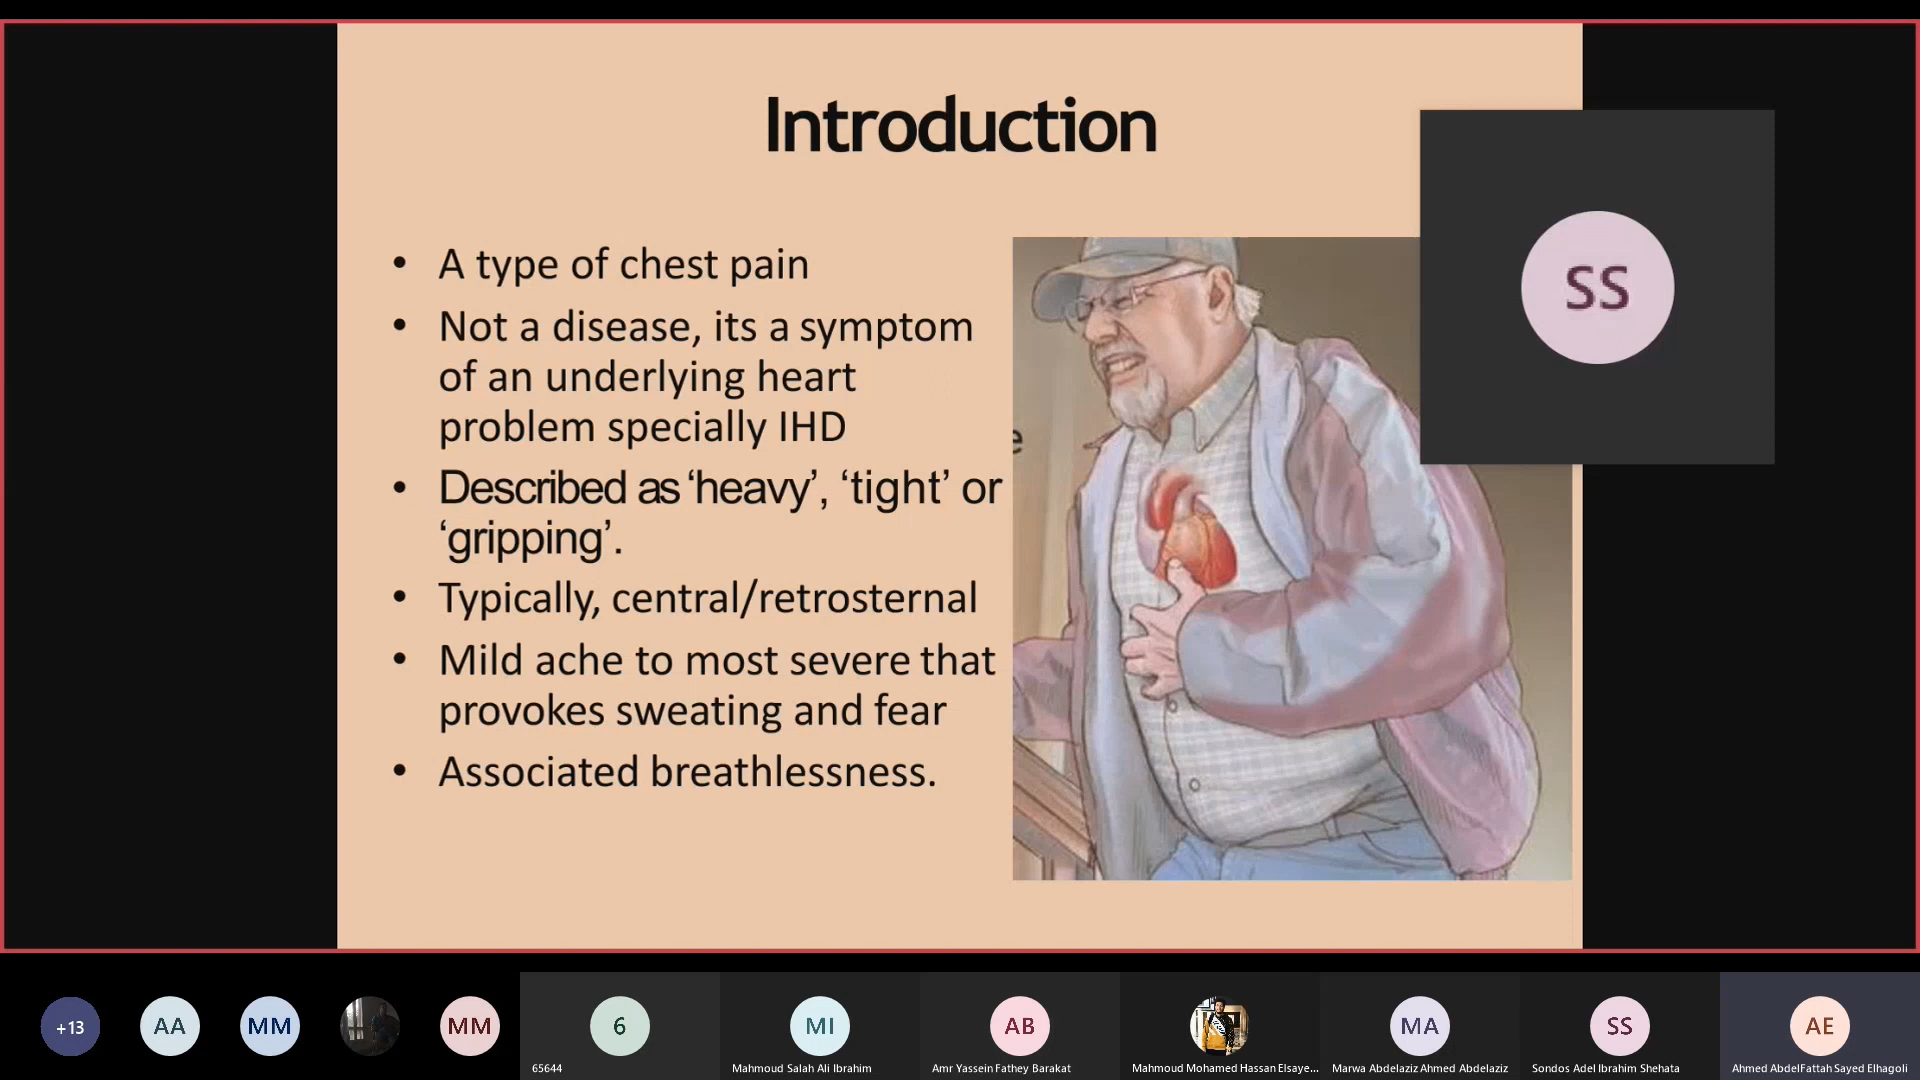 Introduction
• A type of chest pain
• Not a disease, its a symptom
of an underlying heart
problem specially IHD
• Described as ‘heavy’, ‘tight’ or
‘gripping’.
• Typically, central/retrosternal
• Mild ache to most severe that
provokes sweating and fear
• Associated breathlessness.
e
SS
+13
AA
MM
MM
6
MI
AB
MA
SS
AE
65644
Mahmoud Salah Ali Ibrahim
Amr Yassein Fathey Barakat
Mahmoud Mohamed Hassan Elsaye...
Marwa Abdelaziz Ahmed Abdelaziz
Sondos Adel Ibrahim Shehata
Ahmed AbdelFattah Sayed Elhagoli